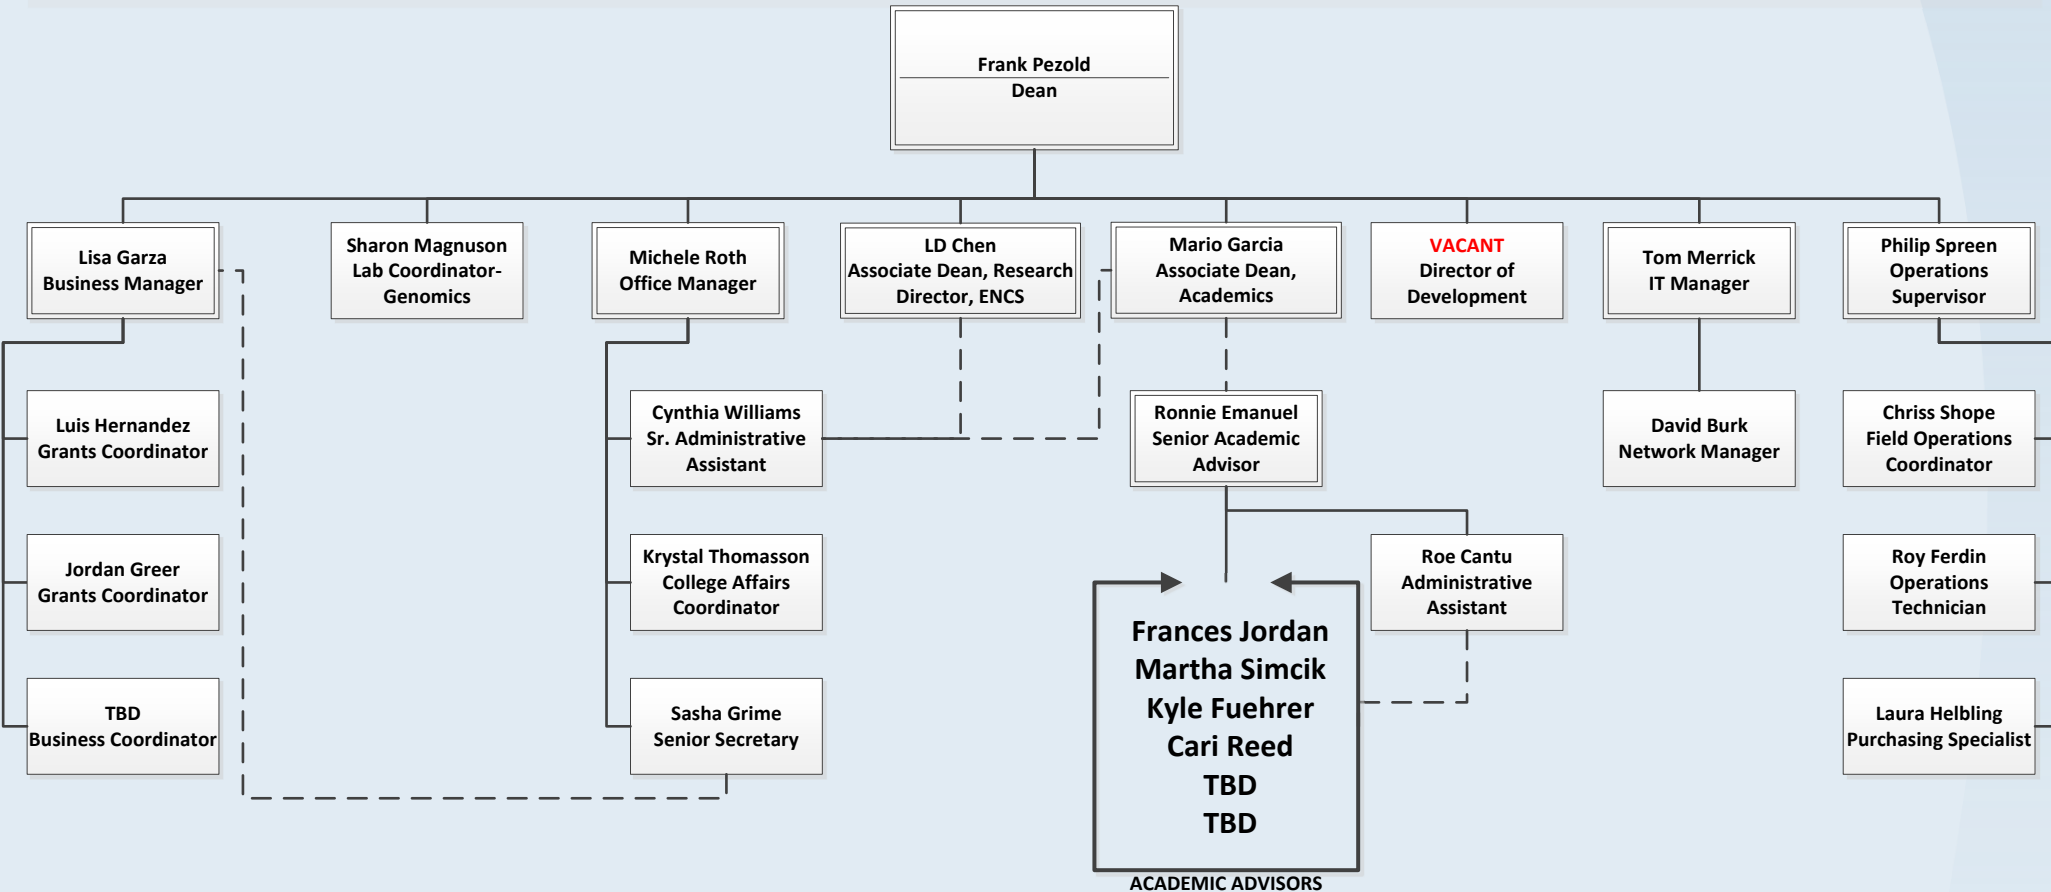 Frank Pezold
Dean
Lisa Garza
Business Manager
Sharon Magnuson
Lab Coordinator-
Genomics
Michele Roth
Office Manager
LD Chen
Associate Dean, Research
Director, ENCS
Mario Garcia
Associate Dean,
Academics
VACANT
Director of
Development
Tom Merrick
IT Manager
Philip Spreen
Operations
Supervisor
Luis Hernandez
Grants Coordinator
Cynthia Williams
Sr. Administrative
Assistant
Ronnie Emanuel
Senior Academic
Advisor
David Burk
Network Manager
Chriss Shope
Field Operations
Coordinator
Jordan Greer
Grants Coordinator
Krystal Thomasson
College Affairs
Coordinator
Roe Cantu
Administrative
Assistant
Roy Ferdin
Operations
Technician
Frances Jordan
Martha Simcik
Kyle Fuehrer
Cari Reed
TBD
TBD
TBD
Business Coordinator
Sasha Grime
Senior Secretary
Laura Helbling
Purchasing Specialist
ACADEMIC ADVISORS